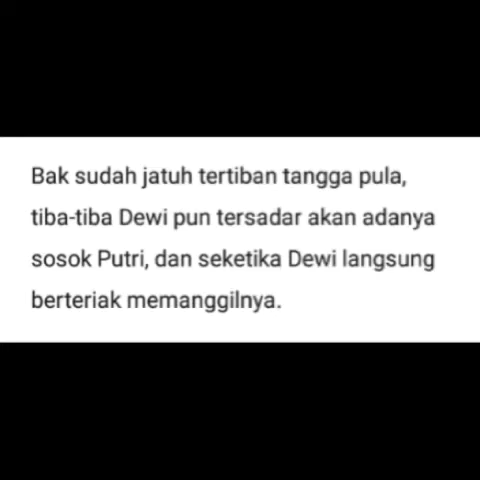 Bak sudah jatuh tertiban tangga pula,
tiba-tiba Dewi pun tersadar akan adanya
sosok Putri, dan seketika Dewi langsung
berteriak memanggilnya.